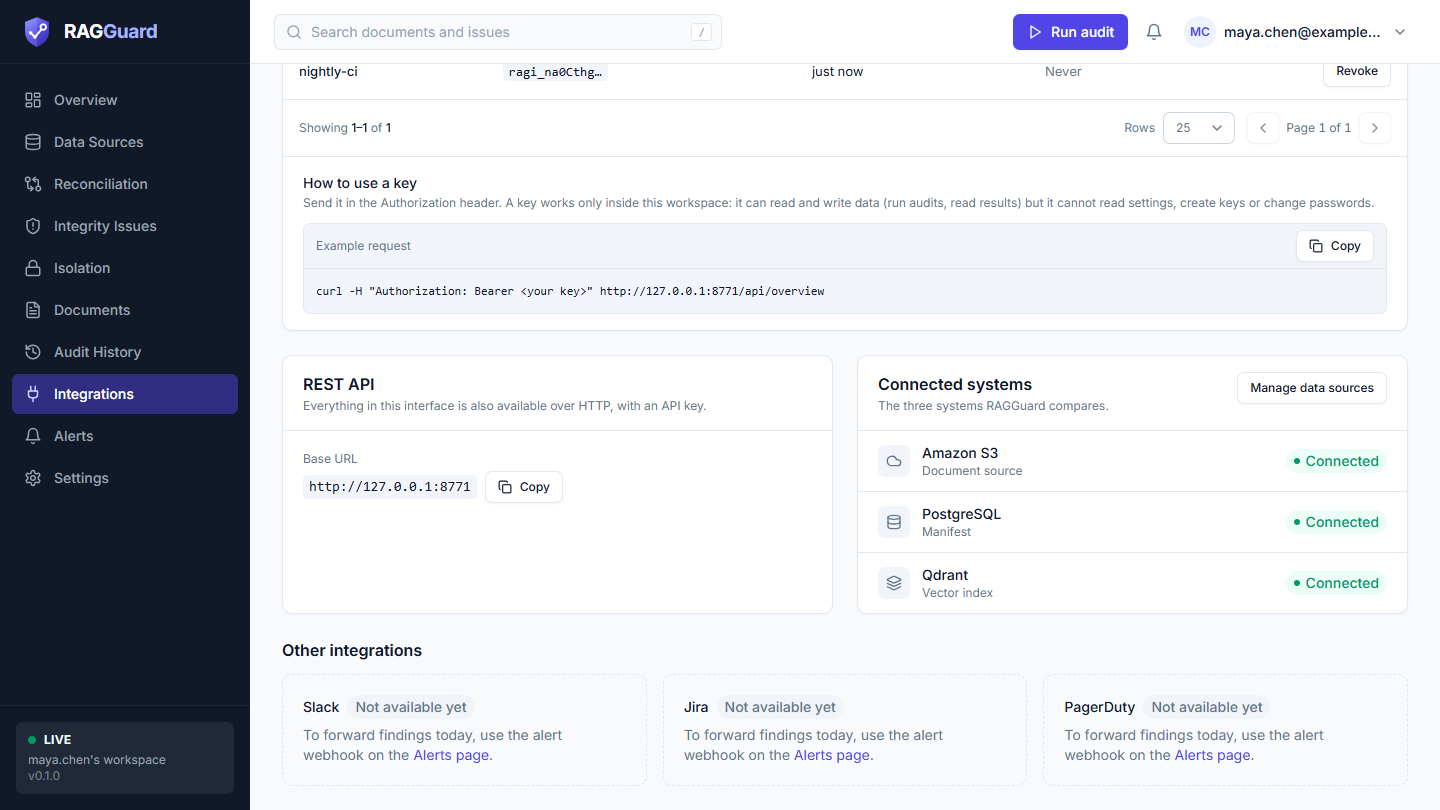 RAGGuard
Search documents and issues
/
Run audit
MC
maya.chen@example...
Overview
Data Sources
Reconciliation
Integrity Issues
Isolation
Documents
Audit History
Integrations
Alerts
Settings
LIVE
maya.chen's workspace
v0.1.0
nightly-ci
ragi_na0Cthg…
just now
Never
Revoke
Showing 1–1 of 1
Rows
25
Page 1 of 1
How to use a key
Send it in the Authorization header. A key works only inside this workspace: it can read and write data (run audits, read results) but it cannot read settings, create keys or change passwords.
Example request
Copy
curl -H "Authorization: Bearer <your key>" http://127.0.0.1:8771/api/overview
REST API
Everything in this interface is also available over HTTP, with an API key.
Base URL
http://127.0.0.1:8771
Copy
Connected systems
The three systems RAGGuard compares.
Manage data sources
Amazon S3
Document source
Connected
PostgreSQL
Manifest
Connected
Qdrant
Vector index
Connected
Other integrations
Slack
Not available yet
To forward findings today, use the alert
webhook on the Alerts page.
Jira
Not available yet
To forward findings today, use the alert
webhook on the Alerts page.
PagerDuty
Not available yet
To forward findings today, use the alert
webhook on the Alerts page.